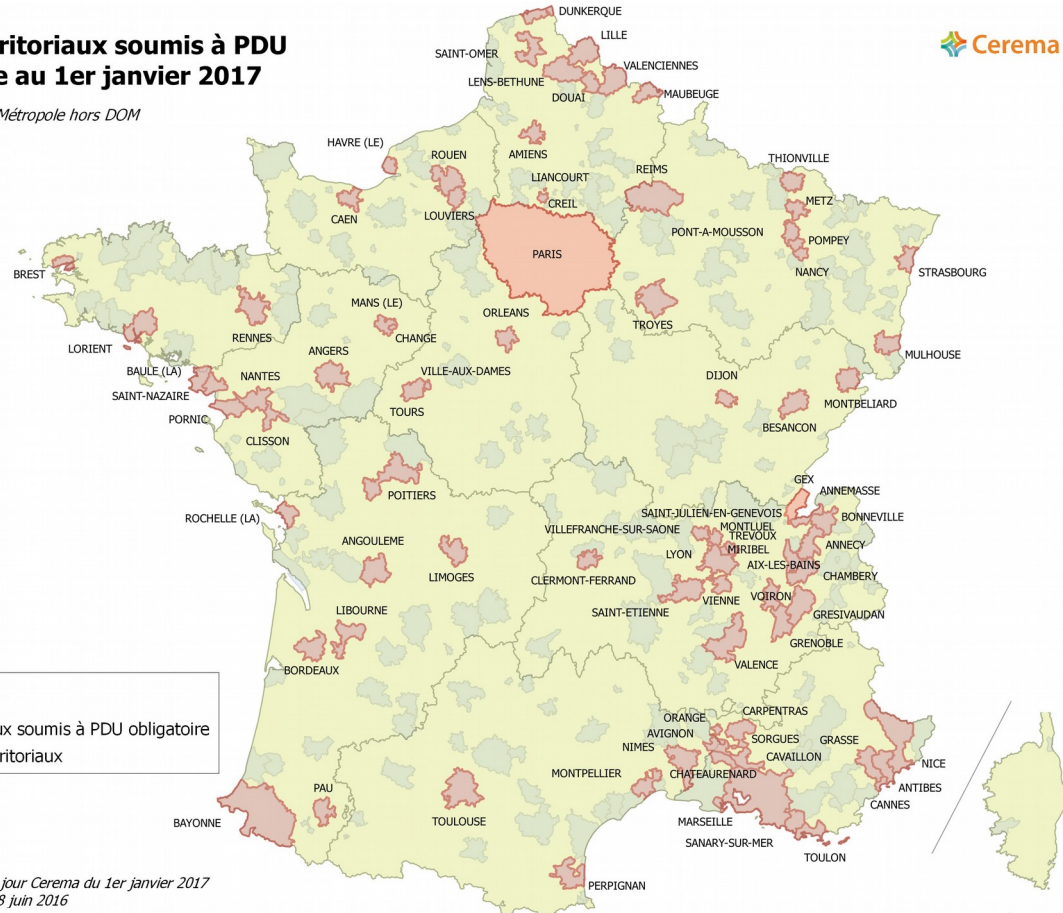 ritoriaux soumis à PDU
e au 1er janvier 2017
Métropole hors DOM
Cerema
DUNKERQUE
LILLE
SAINT-OMER
VALENCIENNES
LENS-BETHUNE
DOUAI
MAUBEUGE
HAVRE (LE)
ROUEN
AMIENS
REIMS
THIONVILLE
LIANCOURT
CREIL
METZ
CAEN
LOUVIERS
PONT-A-MOUSSON
POMPEY
PARIS
NANCY
STRASBOURG
BREST
MANS (LE)
ORLEANS
TROYES
RENNES
CHANGE
LORIENT
ANGERS
MULHOUSE
BAULE (LA)
NANTES
VILLE-AUX-DAMES
DIJON
SAINT-NAZAIRE
MONTBELIARD
PORNIC
TOURS
BESANCON
CLISSON
POITIERS
GEX
ANNEMASSE
ROCHELLE (LA)
SAINT-JULIEN-EN-GENEVOIS
BONNEVILLE
VILLEFRANCHE-SUR-SAONE
MONTLUEL
TREVOUX
ANGOULEME
LYON
MIRIBEL
ANNECY
AIX-LES-BAINS
LIMOGES
CLERMONT-FERRAND
CHAMBERY
VIENNE
VOIRON
LIBOURNE
SAINT-ETIENNE
GRESIVAUDAN
GRENOBLE
BORDEAUX
VALENCE
CARPENTRAS
ORANGE
AVIGNON
SORGUES
GRASSE
NIMES
CAVAILLON
NICE
MONTPELLIER
CHATEAURENARD
ANTIBES
PAU
CANNES
BAYONNE
TOULOUSE
MARSEILLE
SANARY-SUR-MER
TOULON
PERPIGNAN
ux soumis à PDU obligatoire
ritoriaux
jour Cerema du 1er janvier 2017
8 juin 2016